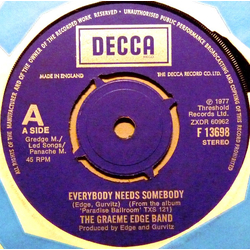 UNAUTHORISED PUBLIC PERFORMANCE BROADCASTING AND COPYING OF THIS RECORD PROHIBITED
ALL RIGHTS OF THE MANUFACTURER AND OF THE OWNER OF THE RECORDED WORK RESERVED
DECCA
MADE IN ENGLAND
THE DECCA RECORD CO. LTD.
A
A SIDE
Gredge M./
Led Songs/
Panache M.
45 RPM
℗ 1977
Threshold
Records Ltd.
ZXDR 60962
F 13698
STEREO
EVERYBODY NEEDS SOMEBODY
(Edge, Gurvitz) (From the album
'Paradise Ballroom' TXS 121)
THE GRAEME EDGE BAND
Produced by Edge and Gurvitz